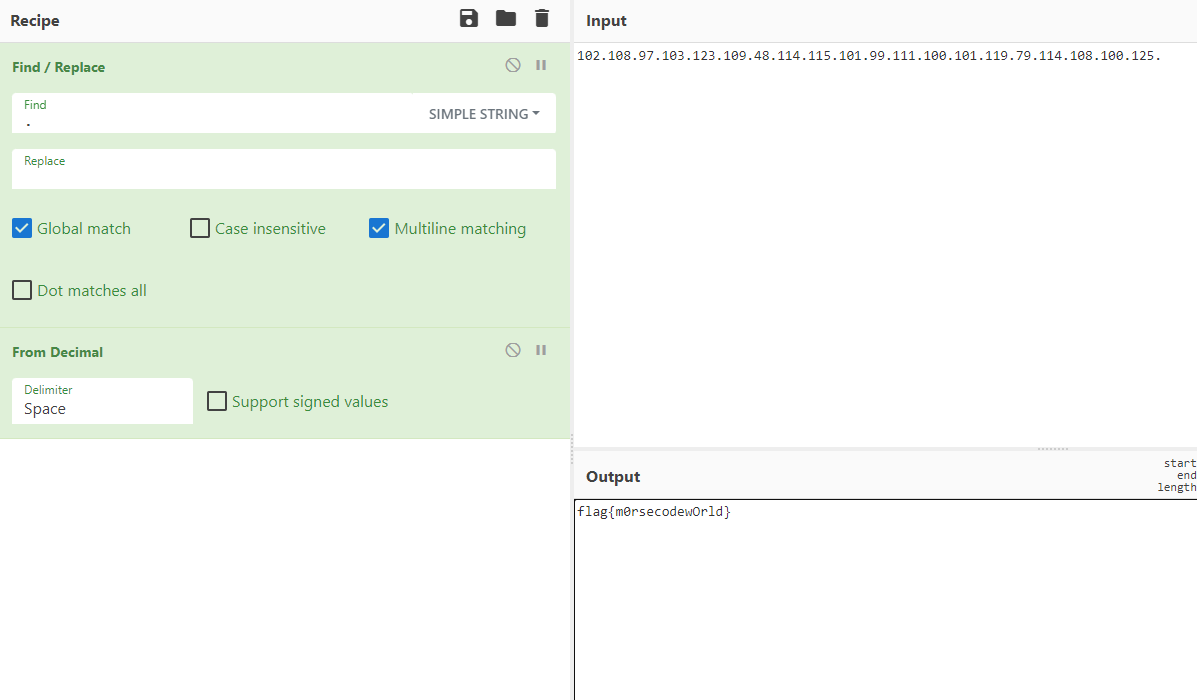 Recipe
Find / Replace
Find
.
SIMPLE STRING
Replace
Global match
Case insensitive
Multiline matching
Dot matches all
From Decimal
Delimiter
Space
Support signed values
Input
102.108.97.103.123.109.48.114.115.101.99.111.100.101.119.79.114.108.100.125.
Output
start
end
length
flag{m0rsecodewOrld}